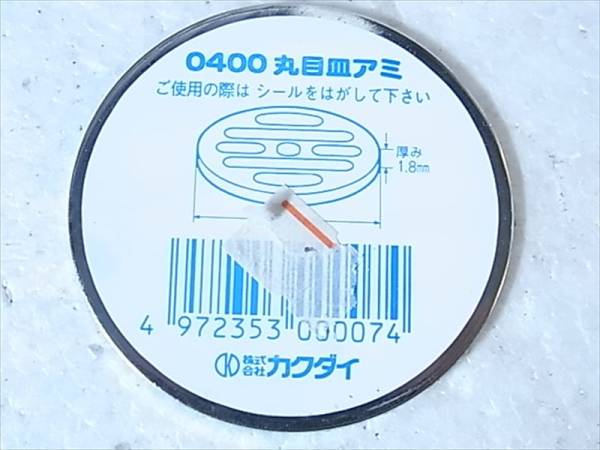 0400 丸目皿アミ
ご使用の際は シールをはがして下さい
厚み
1.8mm
4 972353 000074
株式会社 カクダイ